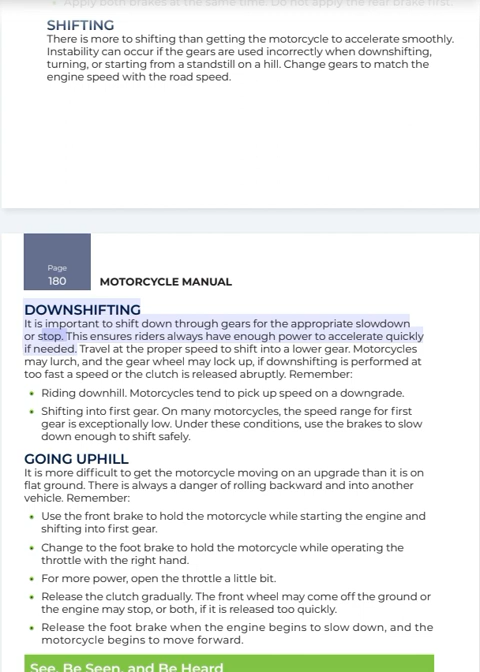 Apply both brakes at the same time. Do not apply the rear brake first.
SHIFTING
There is more to shifting than getting the motorcycle to accelerate smoothly.
Instability can occur if the gears are used incorrectly when downshifting,
turning, or starting from a standstill on a hill. Change gears to match the
engine speed with the road speed.
Page
180
MOTORCYCLE MANUAL
DOWNSHIFTING
It is important to shift down through gears for the appropriate slowdown
or stop. This ensures riders always have enough power to accelerate quickly
if needed. Travel at the proper speed to shift into a lower gear. Motorcycles
may lurch, and the gear wheel may lock up, if downshifting is performed at
too fast a speed or the clutch is released abruptly. Remember:
• Riding downhill. Motorcycles tend to pick up speed on a downgrade.
• Shifting into first gear. On many motorcycles, the speed range for first
gear is exceptionally low. Under these conditions, use the brakes to slow
down enough to shift safely.
GOING UPHILL
It is more difficult to get the motorcycle moving on an upgrade than it is on
flat ground. There is always a danger of rolling backward and into another
vehicle. Remember:
• Use the front brake to hold the motorcycle while starting the engine and
shifting into first gear.
• Change to the foot brake to hold the motorcycle while operating the
throttle with the right hand.
• For more power, open the throttle a little bit.
• Release the clutch gradually. The front wheel may come off the ground or
the engine may stop, or both, if it is released too quickly.
• Release the foot brake when the engine begins to slow down, and the
motorcycle begins to move forward.
See, Be Seen, and Be Heard